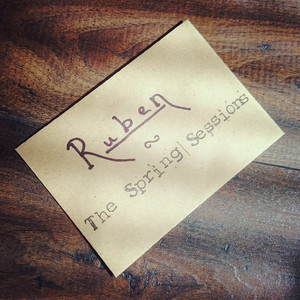 Ruben
~
The Spring Sessions